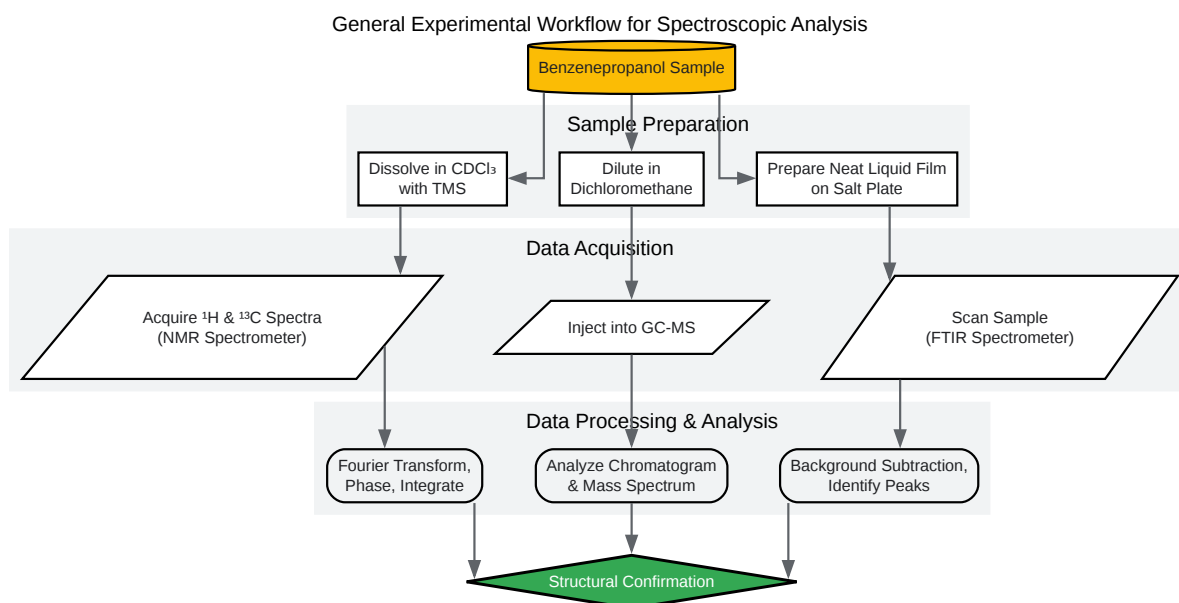 General Experimental Workflow for Spectroscopic Analysis
Benzenepropanol Sample
Sample Preparation
Dissolve in CDCl₃
with TMS
Dilute in
Dichloromethane
Prepare Neat Liquid Film
on Salt Plate
Data Acquisition
Acquire ¹H & ¹³C Spectra
(NMR Spectrometer)
Inject into GC-MS
Scan Sample
(FTIR Spectrometer)
Data Processing & Analysis
Fourier Transform,
Phase, Integrate
Analyze Chromatogram
& Mass Spectrum
Background Subtraction,
Identify Peaks
Structural Confirmation